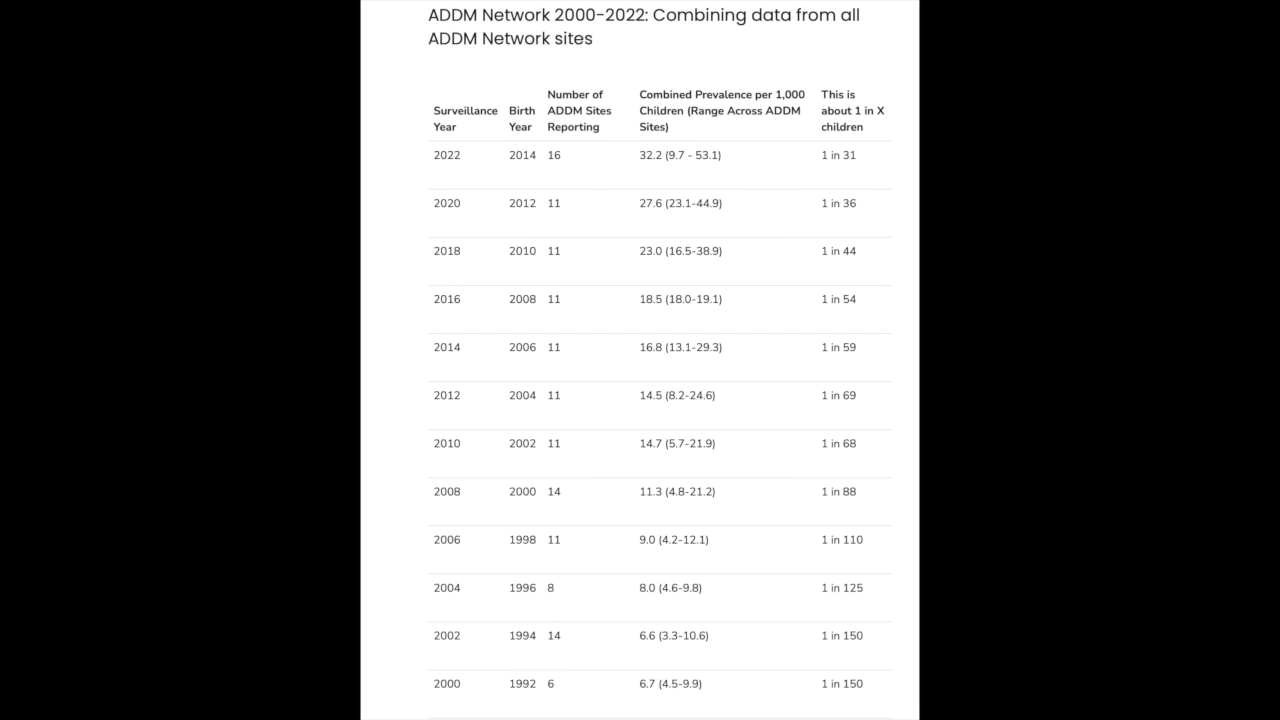 ADDM Network 2000-2022: Combining data from all
ADDM Network sites
Surveillance Year | Birth Year | Number of ADDM Sites Reporting | Combined Prevalence per 1,000 Children (Range Across ADDM Sites) | This is about 1 in X children
2022 2014 16 32.2 (9.7 - 53.1) 1 in 31
2020 2012 11 27.6 (23.1-44.9) 1 in 36
2018 2010 11 23.0 (16.5-38.9) 1 in 44
2016 2008 11 18.5 (18.0-19.1) 1 in 54
2014 2006 11 16.8 (13.1-29.3) 1 in 59
2012 2004 11 14.5 (8.2-24.6) 1 in 69
2010 2002 11 14.7 (5.7-21.9) 1 in 68
2008 2000 14 11.3 (4.8-21.2) 1 in 88
2006 1998 11 9.0 (4.2-12.1) 1 in 110
2004 1996 8 8.0 (4.6-9.8) 1 in 125
2002 1994 14 6.6 (3.3-10.6) 1 in 150
2000 1992 6 6.7 (4.5-9.9) 1 in 150